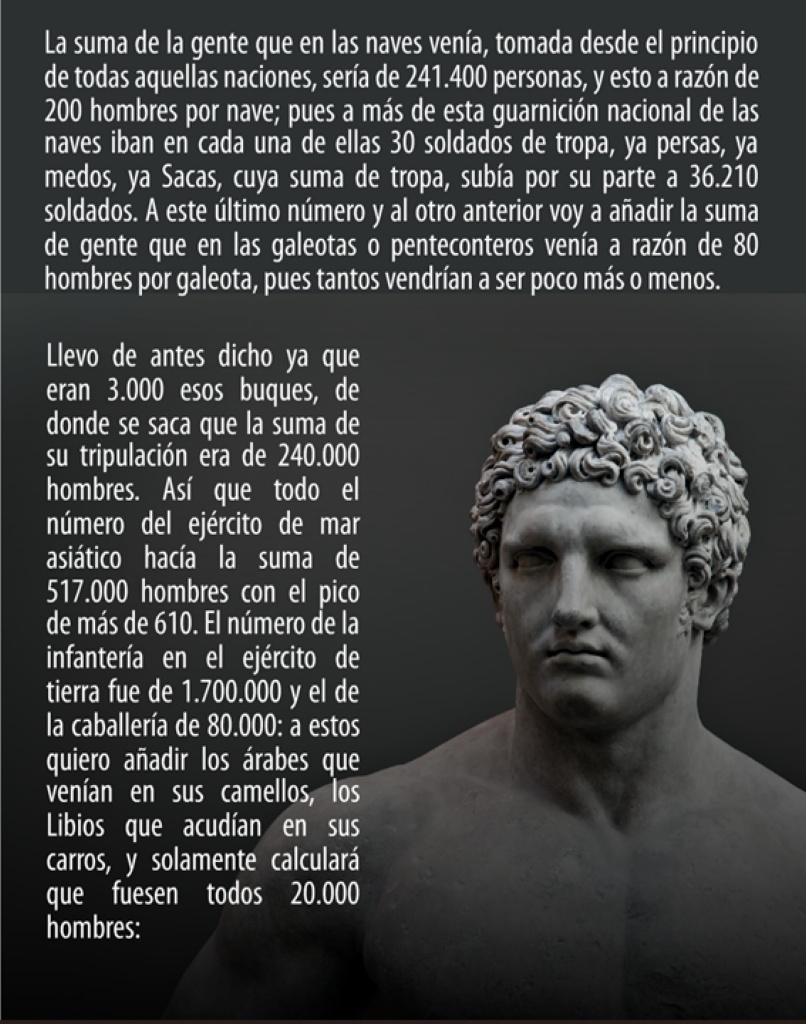 La suma de la gente que en las naves venía, tomada desde el principio
de todas aquellas naciones, sería de 241.400 personas, y esto a razón de
200 hombres por nave; pues a más de esta guarnición nacional de las
naves iban en cada una de ellas 30 soldados de tropa, ya persas, ya
medos, ya Sacas, cuya suma de tropa, subía por su parte a 36.210
soldados. A este último número y al otro anterior voy a añadir la suma
de gente que en las galeotas o penteconteros venía a razón de 80
hombres por galeota, pues tantos vendrían a ser poco más o menos.
Llevo de antes dicho ya que
eran 3.000 esos buques, de
donde se saca que la suma de
su tripulación era de 240.000
hombres. Así que todo el
número del ejército de mar
asiático hacía la suma de
517.000 hombres con el pico
de más de 610. El número de la
infantería en el ejército de
tierra fue de 1.700.000 y el de
la caballería de 80.000: a estos
quiero añadir los árabes que
venían en sus camellos, los
Libios que acudían en sus
carros, y solamente calculará
que fuesen todos 20.000
hombres: